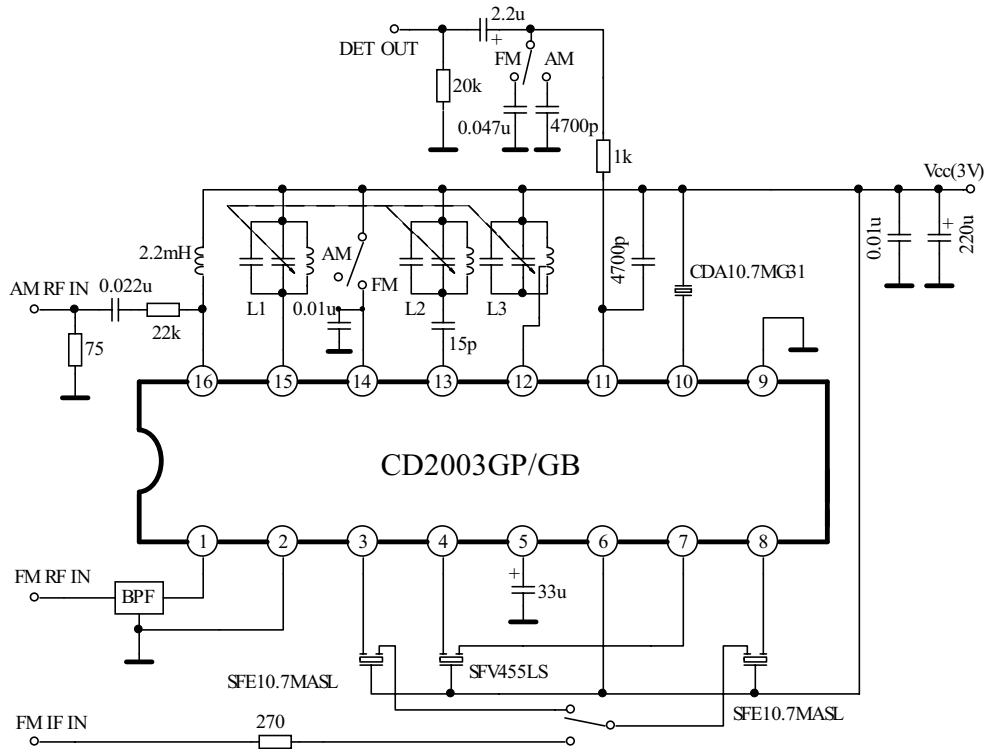 2.2u
+
DET OUT
FM AM
20k
0.047u
4700p
1k
Vcc(3V)
2.2mH
AM
FM
4700p
CDA10.7MG31
0.01u
+
220u
AM RF IN
0.022u
22k
75
L1
0.01u
L2
L3
15p
16 15 14 13 12 11 10 9
CD2003GP/GB
1 2 3 4 5 6 7 8
FM RF IN
BPF
+
33u
SFE10.7MASL
SFV455LS
SFE10.7MASL
FM IF IN
270